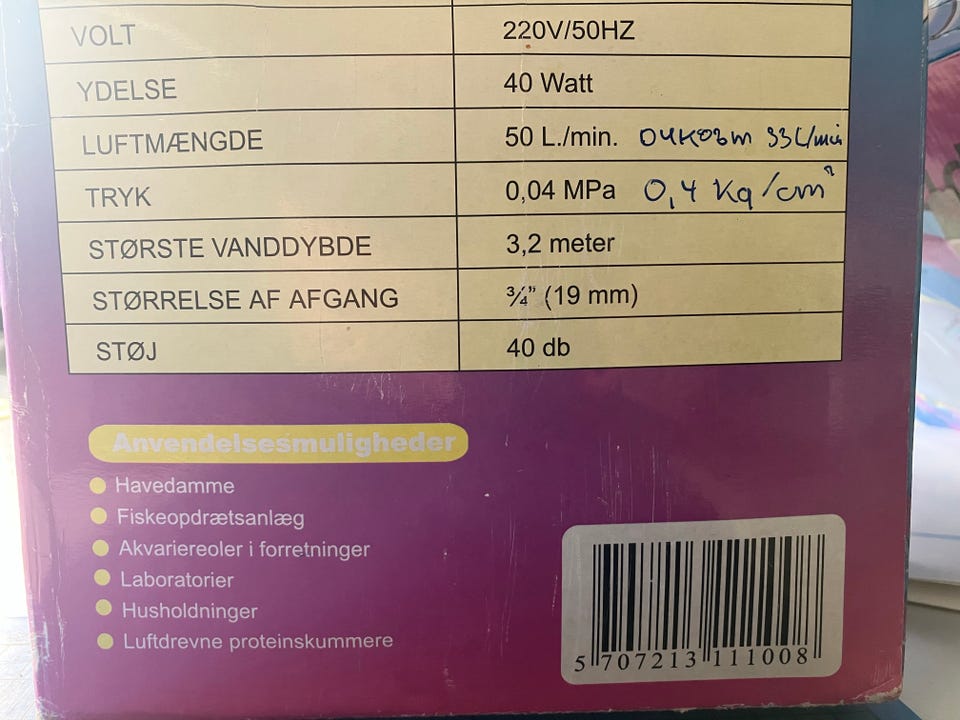 VOLT 220V/50HZ
YDELSE 40 Watt
LUFTMÆNGDE 50 L./min. 33 L/min
TRYK 0,04 MPa 0,4 Kg/cm²
STØRSTE VANDDYBDE 3,2 meter
STØRRELSE AF AFGANG ¾” (19 mm)
STØJ 40 db
Anvendelsesmuligheder
Havedamme
Fiskeopdrætsanlæg
Akvariereoler i forretninger
Laboratorier
Husholdninger
Luftdrevne proteinskummere
5 707213 111008